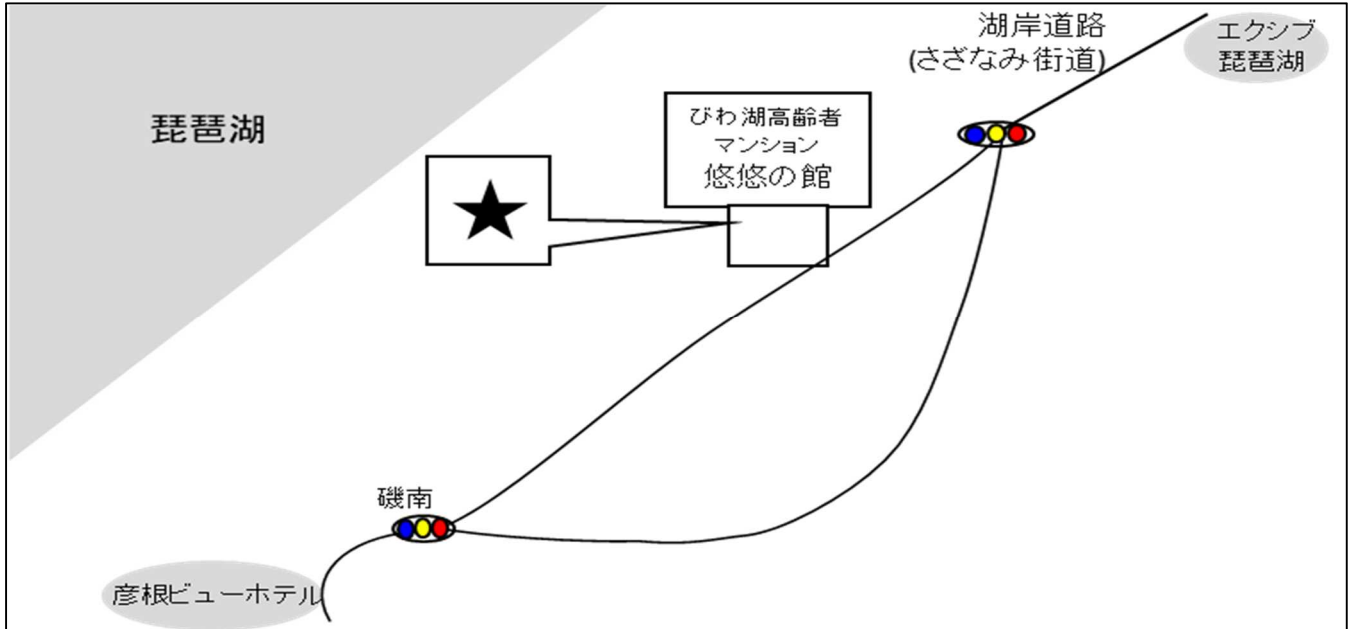 湖岸道路
(さざなみ街道)
エクシブ
琵琶湖
琵琶湖
びわ湖高齢者
マンション
悠悠の館
磯南
彦根ビューホテル